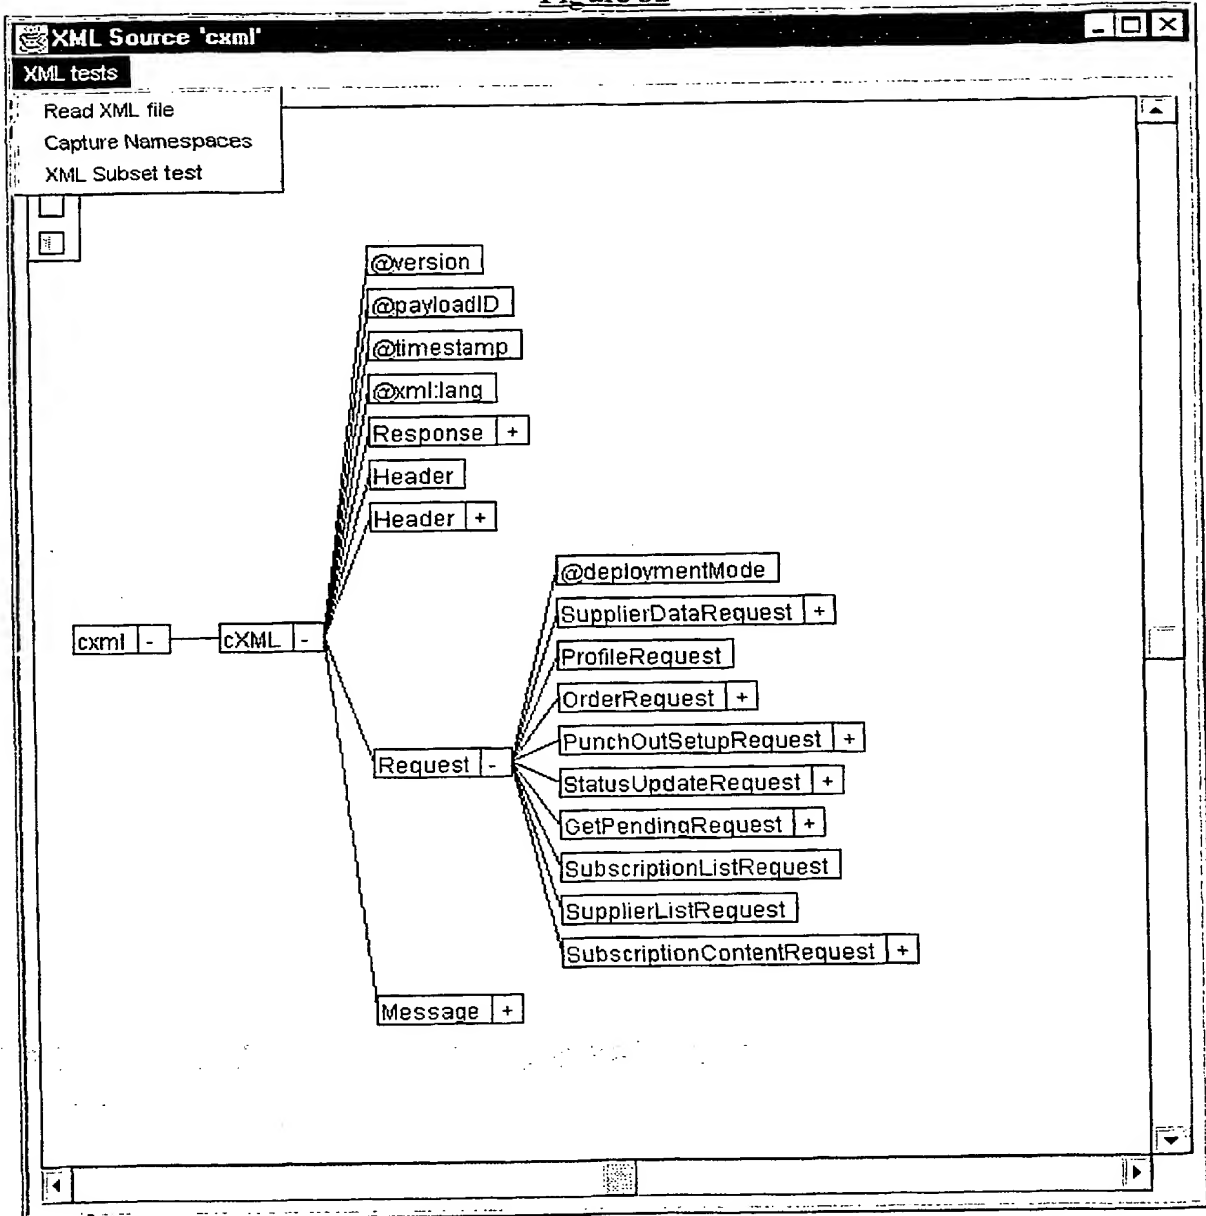 XML Source 'cxml'
XML tests
Read XML file
Capture Namespaces
XML Subset test
@version
@payloadID
@timestamp
@xml:lang
Response +
Header
Header +
@deploymentMode
SupplierDataRequest +
cxml - cXML -
ProfileRequest
OrderRequest +
PunchOutSetupRequest +
Request -
StatusUpdateRequest +
GetPendingRequest +
SubscriptionListRequest
SupplierListRequest
SubscriptionContentRequest +
Message +